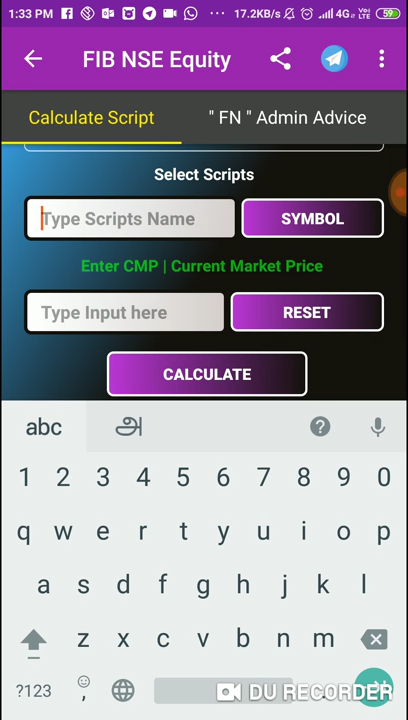 1:33 PM 17.2KB/s 4G VoLTE 59
FIB NSE Equity
Calculate Script " FN " Admin Advice
Select Scripts
Type Scripts Name SYMBOL
Enter CMP | Current Market Price
Type Input here RESET
CALCULATE
abc அ
1 2 3 4 5 6 7 8 9 0
q w e r t y u i o p
a s d f g h j k l
z x c v b n m
?123 , DU RECORDER